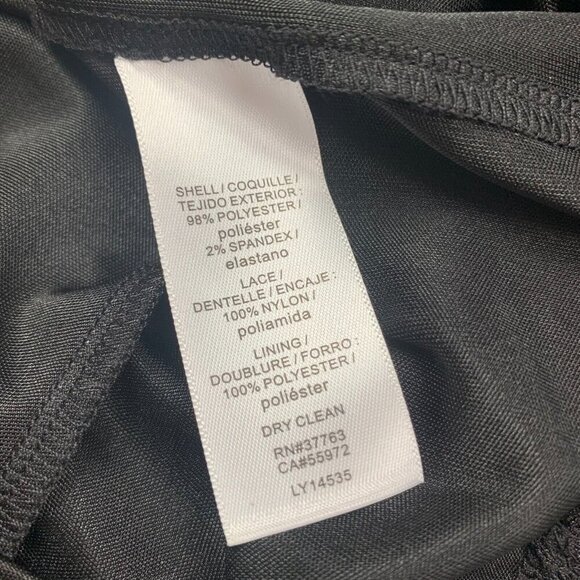 SHELL / COQUILLE /
TEJIDO EXTERIOR :
98% POLYESTER /
poliéster
2% SPANDEX /
elastano
LACE /
DENTELLE / ENCAJE :
100% NYLON /
poliamida
LINING /
DOUBLURE / FORRO :
100% POLYESTER /
poliéster
DRY CLEAN
RN#37763
CA#55972
LY14535